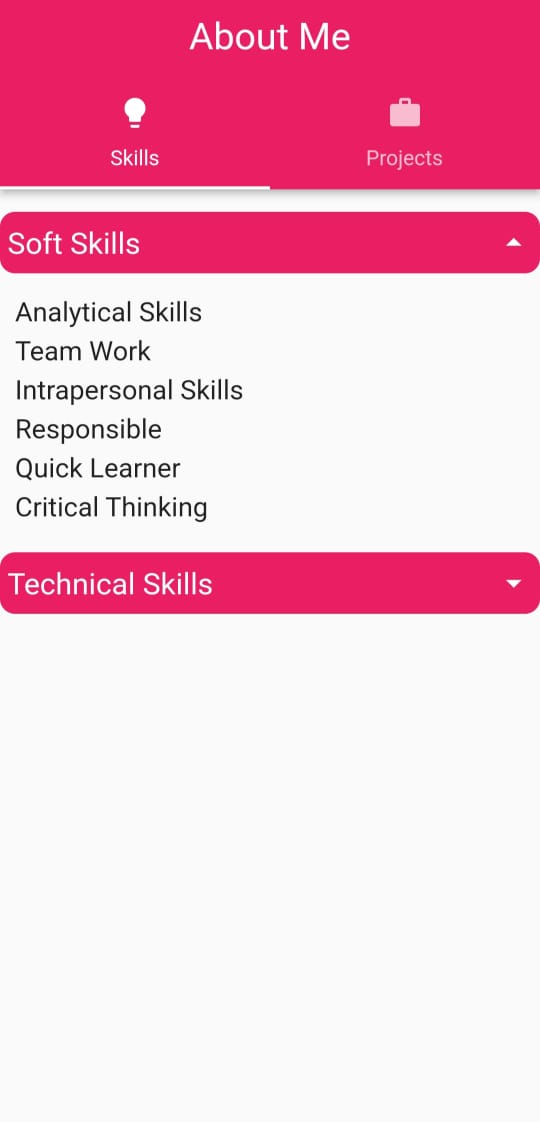 About Me
Skills
Projects
Soft Skills
Analytical Skills
Team Work
Intrapersonal Skills
Responsible
Quick Learner
Critical Thinking
Technical Skills